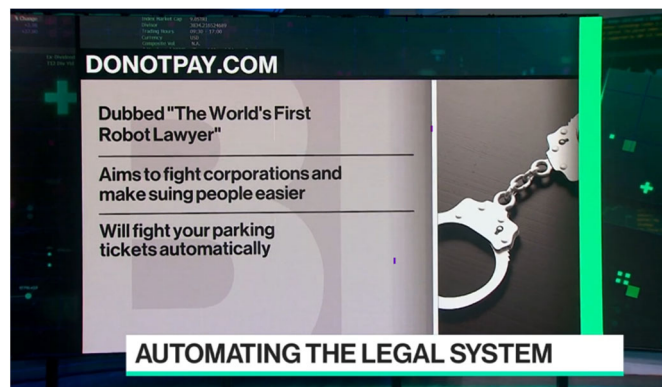 % Change
DONOTPAY.COM
Dubbed "The World's First
Robot Lawyer"
Aims to fight corporations and
make suing people easier
Will fight your parking
tickets automatically
AUTOMATING THE LEGAL SYSTEM